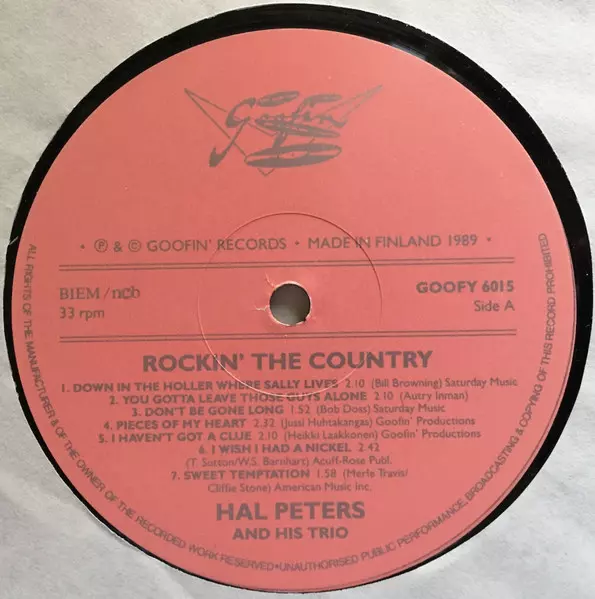 Goofin'
• ℗ & © GOOFIN' RECORDS • MADE IN FINLAND 1989 •
BIEM / ncb
GOOFY 6015
33 rpm
Side A
ROCKIN' THE COUNTRY
1. DOWN IN THE HOLLER WHERE SALLY LIVES 2.10 (Bill Browning) Saturday Music
2. YOU GOTTA LEAVE THOSE GUYS ALONE 2.10 (Autry Inman)
3. DON'T BE GONE LONG 1.52 (Bob Doss) Saturday Music
4. PIECES OF MY HEART 2.32 (Jussi Huhtakangas) Goofin' Productions
5. I HAVEN'T GOT A CLUE 2.10 (Heikki Laakkonen) Goofin' Productions
6. I WISH I HAD A NICKEL 2.42
(T. Sutton/W.S. Barnhart) Acuff-Rose Publ.
7. SWEET TEMPTATION 1.58 (Merle Travis/
Cliffie Stone) American Music Inc.
HAL PETERS
AND HIS TRIO
ALL RIGHTS OF THE MANUFACTURER & OF THE OWNER OF THE RECORDED WORK RESERVED•UNAUTHORISED PUBLIC PERFORMANCE, BROADCASTING & COPYING OF THIS RECORD PROHIBITED